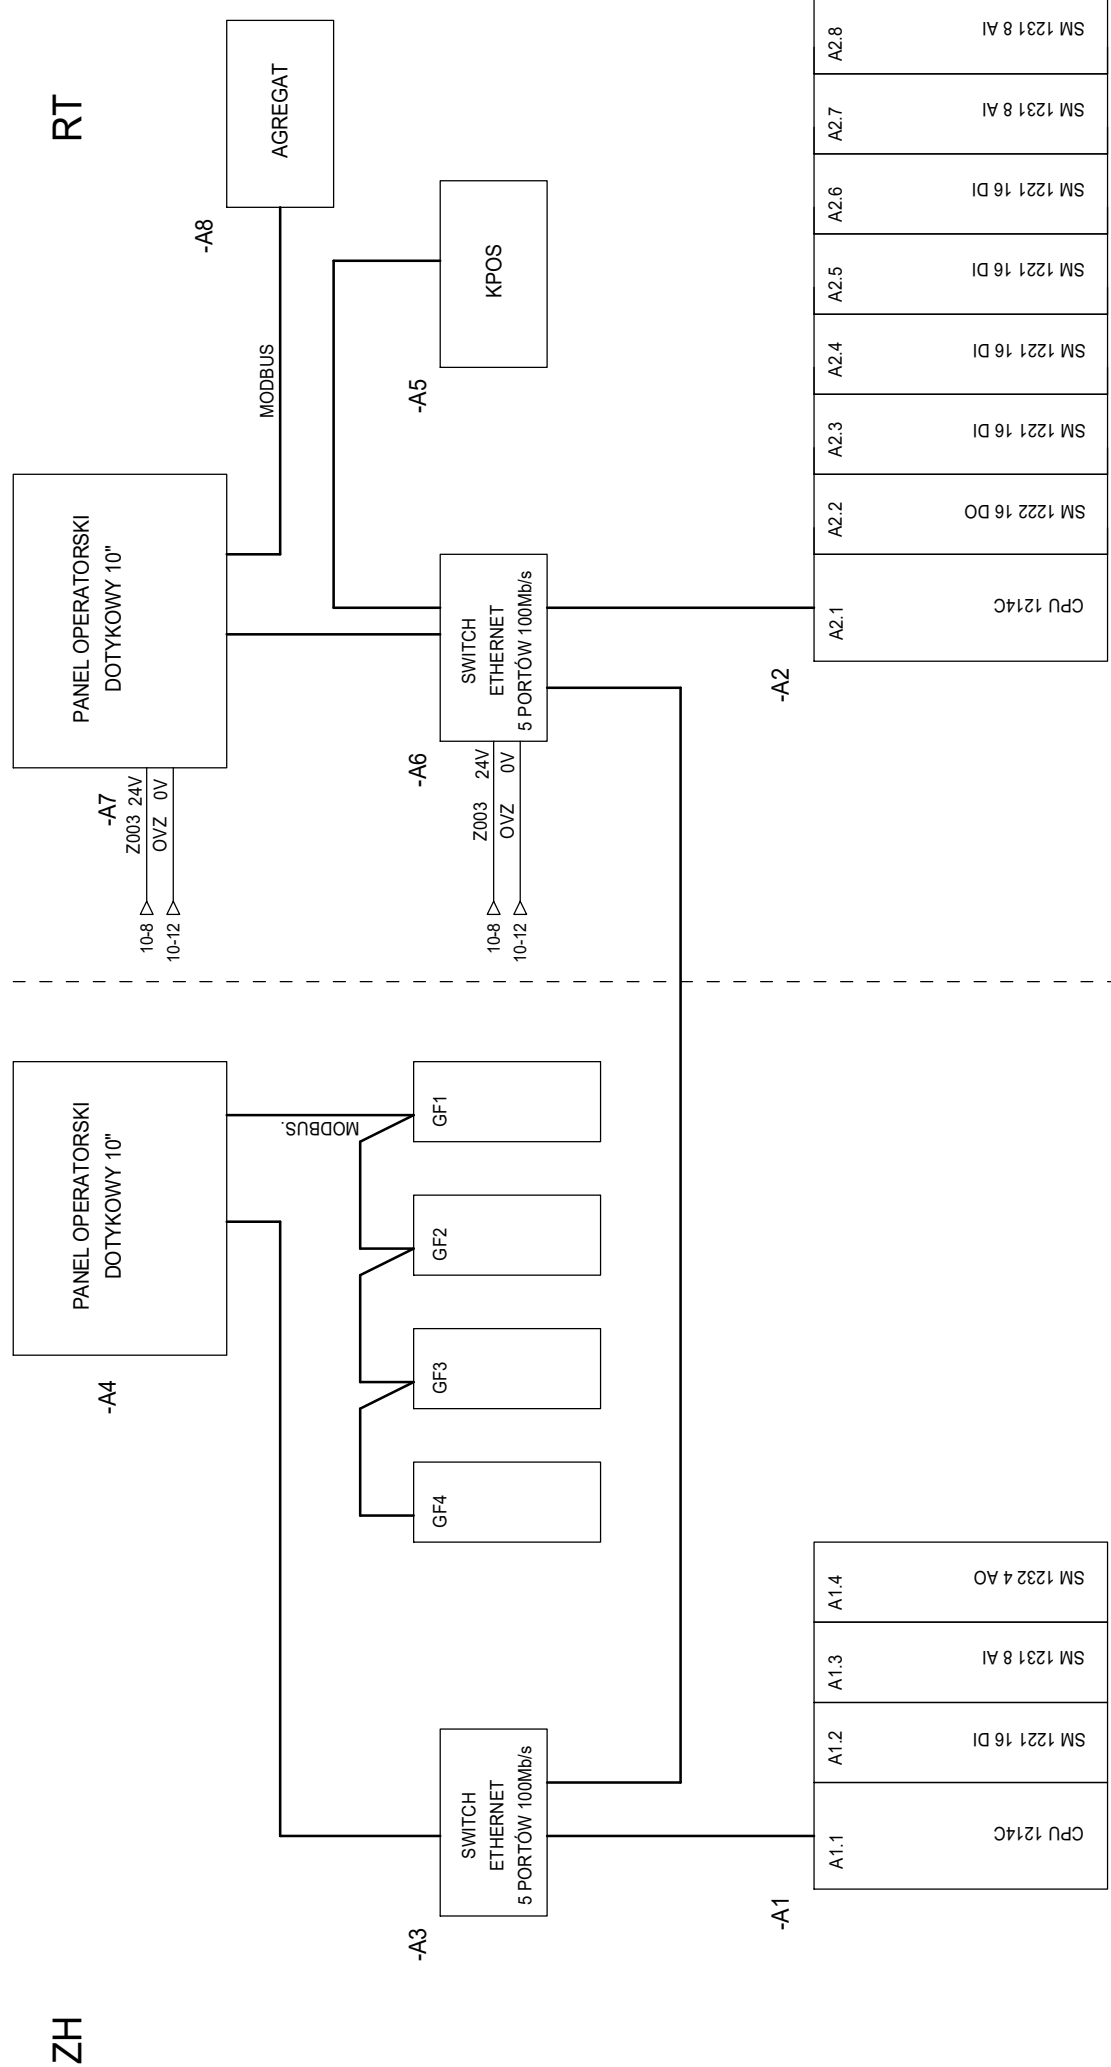 ZH
RT
-A4
PANEL OPERATORSKI
DOTYKOWY 10"
-A7
PANEL OPERATORSKI
DOTYKOWY 10"
Z003 24V
OVZ 0V
10-8
10-12
MODBUS
-A8
AGREGAT
MODBUS.
GF4
GF3
GF2
GF1
-A3
SWITCH
ETHERNET
5 PORTÓW 100Mb/s
-A6
SWITCH
ETHERNET
5 PORTÓW 100Mb/s
Z003 24V
OVZ 0V
10-8
10-12
-A5
KPOS
-A1
A1.1
CPU 1214C
A1.2
SM 1221 16 DI
A1.3
SM 1231 8 AI
A1.4
SM 1232 4 AO
-A2
A2.1
CPU 1214C
A2.2
SM 1222 16 DO
A2.3
SM 1221 16 DI
A2.4
SM 1221 16 DI
A2.5
SM 1221 16 DI
A2.6
SM 1221 16 DI
A2.7
SM 1231 8 AI
A2.8
SM 1231 8 AI